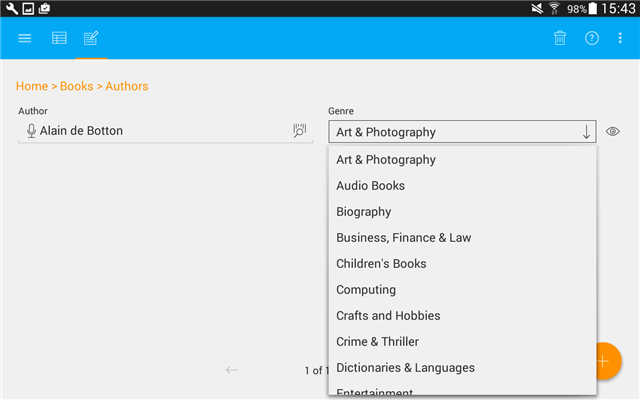 98% 15:43
Home > Books > Authors
Author
Genre
Alain de Botton
Art & Photography
Art & Photography
Audio Books
Biography
Business, Finance & Law
Children's Books
Computing
Crafts and Hobbies
Crime & Thriller
Dictionaries & Languages
Entertainment
1 of 1